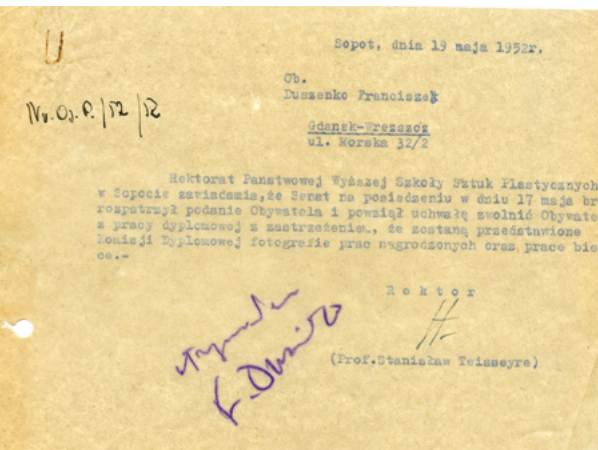 Sopot, dnia 19 maja 1952r.
Ob.
Duszenko Franciszek
Nr. Os. P./52/52
Gdańsk-Wrzeszcz
ul. Morska 32/2
Rektorat Państwowej Wyższej Szkoły Sztuk Plastycznych
w Sopocie zawiadamia, że Senat na posiedzeniu w dniu 17 maja br
rozpatrzył podanie Obywatela i powziął uchwałę zwolnić Obywate
z pracy dyplomowej z zastrzeżeniem, że zostaną przedstawione
Komisji Dyplomowej fotografie prac nagrodzonych oraz prace bie
ce.-
Rektor
(Prof.Stanisław Teisseyre)